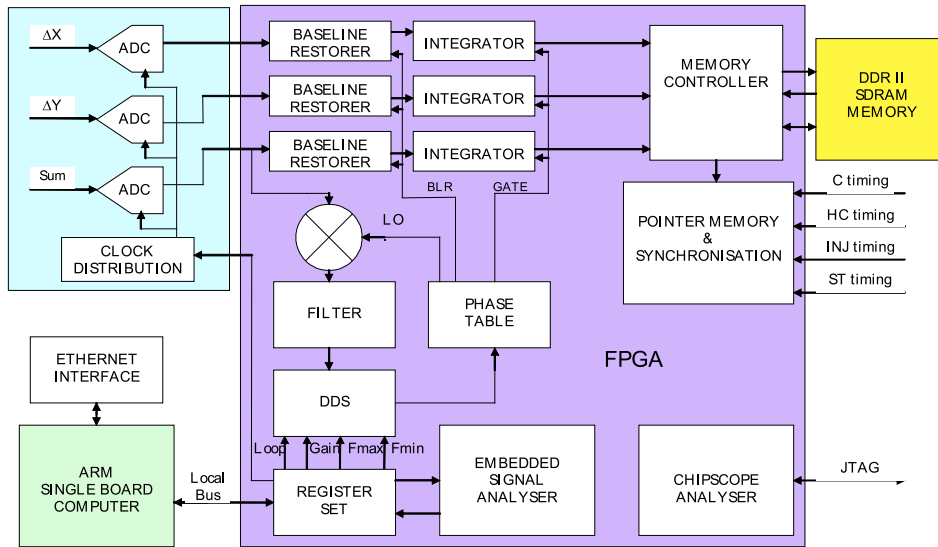 ΔX
ADC
BASELINE
RESTORER
INTEGRATOR
MEMORY
CONTROLLER
DDR II
SDRAM
MEMORY
ΔY
ADC
BASELINE
RESTORER
INTEGRATOR
Sum
ADC
BASELINE
RESTORER
INTEGRATOR
BLR
GATE
LO
C timing
HC timing
INJ timing
ST timing
POINTER MEMORY
&
SYNCHRONISATION
CLOCK
DISTRIBUTION
FILTER
PHASE
TABLE
FPGA
ETHERNET
INTERFACE
DDS
Loop
Gain
Fmax
Fmin
ARM
SINGLE BOARD
COMPUTER
Local
Bus
REGISTER
SET
EMBEDDED
SIGNAL
ANALYSER
CHIPSCOPE
ANALYSER
JTAG